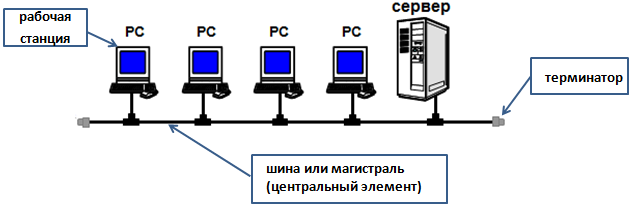 рабочая
станция
PC
PC
PC
PC
сервер
терминатор
шина или магистраль
(центральный элемент)